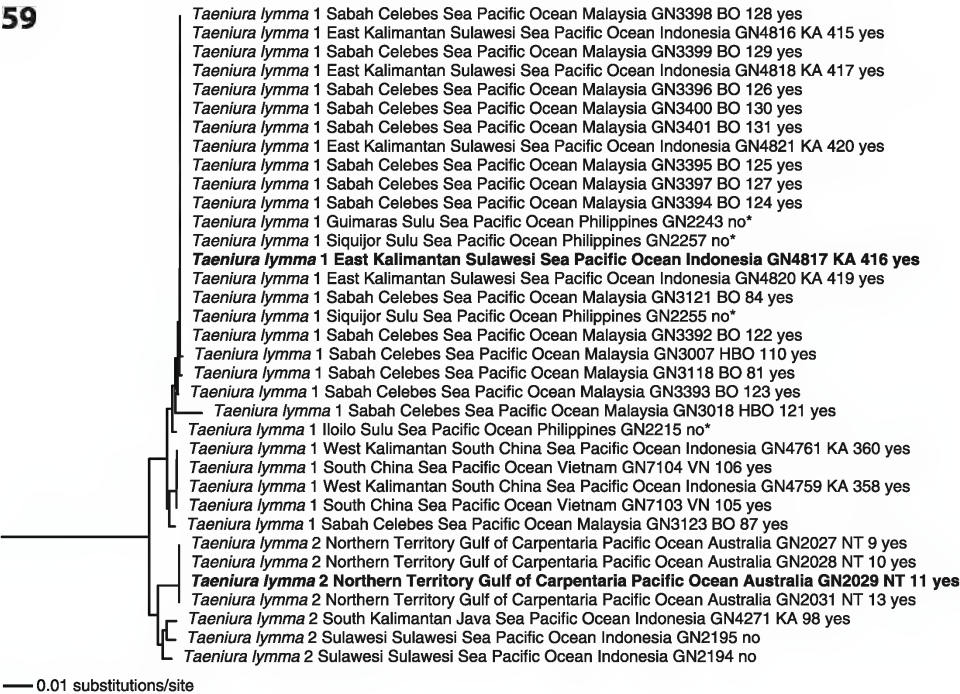 59
Taeniura lymma 1 Sabah Celebes Sea Pacific Ocean Malaysia GN3398 BO 128 yes
Taeniura lymma 1 East Kalimantan Sulawesi Sea Pacific Ocean Indonesia GN4816 KA 415 yes
Taeniura lymma 1 Sabah Celebes Sea Pacific Ocean Malaysia GN3399 BO 129 yes
Taeniura lymma 1 East Kalimantan Sulawesi Sea Pacific Ocean Indonesia GN4818 KA 417 yes
Taeniura lymma 1 Sabah Celebes Sea Pacific Ocean Malaysia GN3396 BO 126 yes
Taeniura lymma 1 Sabah Celebes Sea Pacific Ocean Malaysia GN3400 BO 130 yes
Taeniura lymma 1 Sabah Celebes Sea Pacific Ocean Malaysia GN3401 BO 131 yes
Taeniura lymma 1 East Kalimantan Sulawesi Sea Pacific Ocean Indonesia GN4821 KA 420 yes
Taeniura lymma 1 Sabah Celebes Sea Pacific Ocean Malaysia GN3395 BO 125 yes
Taeniura lymma 1 Sabah Celebes Sea Pacific Ocean Malaysia GN3397 BO 127 yes
Taeniura lymma 1 Sabah Celebes Sea Pacific Ocean Malaysia GN3394 BO 124 yes
Taeniura lymma 1 Guimaras Sulu Sea Pacific Ocean Philippines GN2243 no*
Taeniura lymma 1 Siquijor Sulu Sea Pacific Ocean Philippines GN2257 no*
Taeniura lymma 1 East Kalimantan Sulawesi Sea Pacific Ocean Indonesia GN4817 KA 416 yes
Taeniura lymma 1 East Kalimantan Sulawesi Sea Pacific Ocean Indonesia GN4820 KA 419 yes
Taeniura lymma 1 Sabah Celebes Sea Pacific Ocean Malaysia GN3121 BO 84 yes
Taeniura lymma 1 Siquijor Sulu Sea Pacific Ocean Philippines GN2255 no*
Taeniura lymma 1 Sabah Celebes Sea Pacific Ocean Malaysia GN3392 BO 122 yes
Taeniura lymma 1 Sabah Celebes Sea Pacific Ocean Malaysia GN3007 HBO 110 yes
Taeniura lymma 1 Sabah Celebes Sea Pacific Ocean Malaysia GN3118 BO 81 yes
Taeniura lymma 1 Sabah Celebes Sea Pacific Ocean Malaysia GN3393 BO 123 yes
Taeniura lymma 1 Sabah Celebes Sea Pacific Ocean Malaysia GN3018 HBO 121 yes
Taeniura lymma 1 Iloilo Sulu Sea Pacific Ocean Philippines GN2215 no*
Taeniura lymma 1 West Kalimantan South China Sea Pacific Ocean Indonesia GN4761 KA 360 yes
Taeniura lymma 1 South China Sea Pacific Ocean Vietnam GN7104 VN 106 yes
Taeniura lymma 1 West Kalimantan South China Sea Pacific Ocean Indonesia GN4759 KA 358 yes
Taeniura lymma 1 South China Sea Pacific Ocean Vietnam GN7103 VN 105 yes
Taeniura lymma 1 Sabah Celebes Sea Pacific Ocean Malaysia GN3123 BO 87 yes
Taeniura lymma 2 Northern Territory Gulf of Carpentaria Pacific Ocean Australia GN2027 NT 9 yes
Taeniura lymma 2 Northern Territory Gulf of Carpentaria Pacific Ocean Australia GN2028 NT 10 yes
Taeniura lymma 2 Northern Territory Gulf of Carpentaria Pacific Ocean Australia GN2029 NT 11 yes
Taeniura lymma 2 Northern Territory Gulf of Carpentaria Pacific Ocean Australia GN2031 NT 13 yes
Taeniura lymma 2 South Kalimantan Java Sea Pacific Ocean Indonesia GN4271 KA 98 yes
Taeniura lymma 2 Sulawesi Sulawesi Sea Pacific Ocean Indonesia GN2195 no
Taeniura lymma 2 Sulawesi Sulawesi Sea Pacific Ocean Indonesia GN2194 no
0.01 substitutions/site